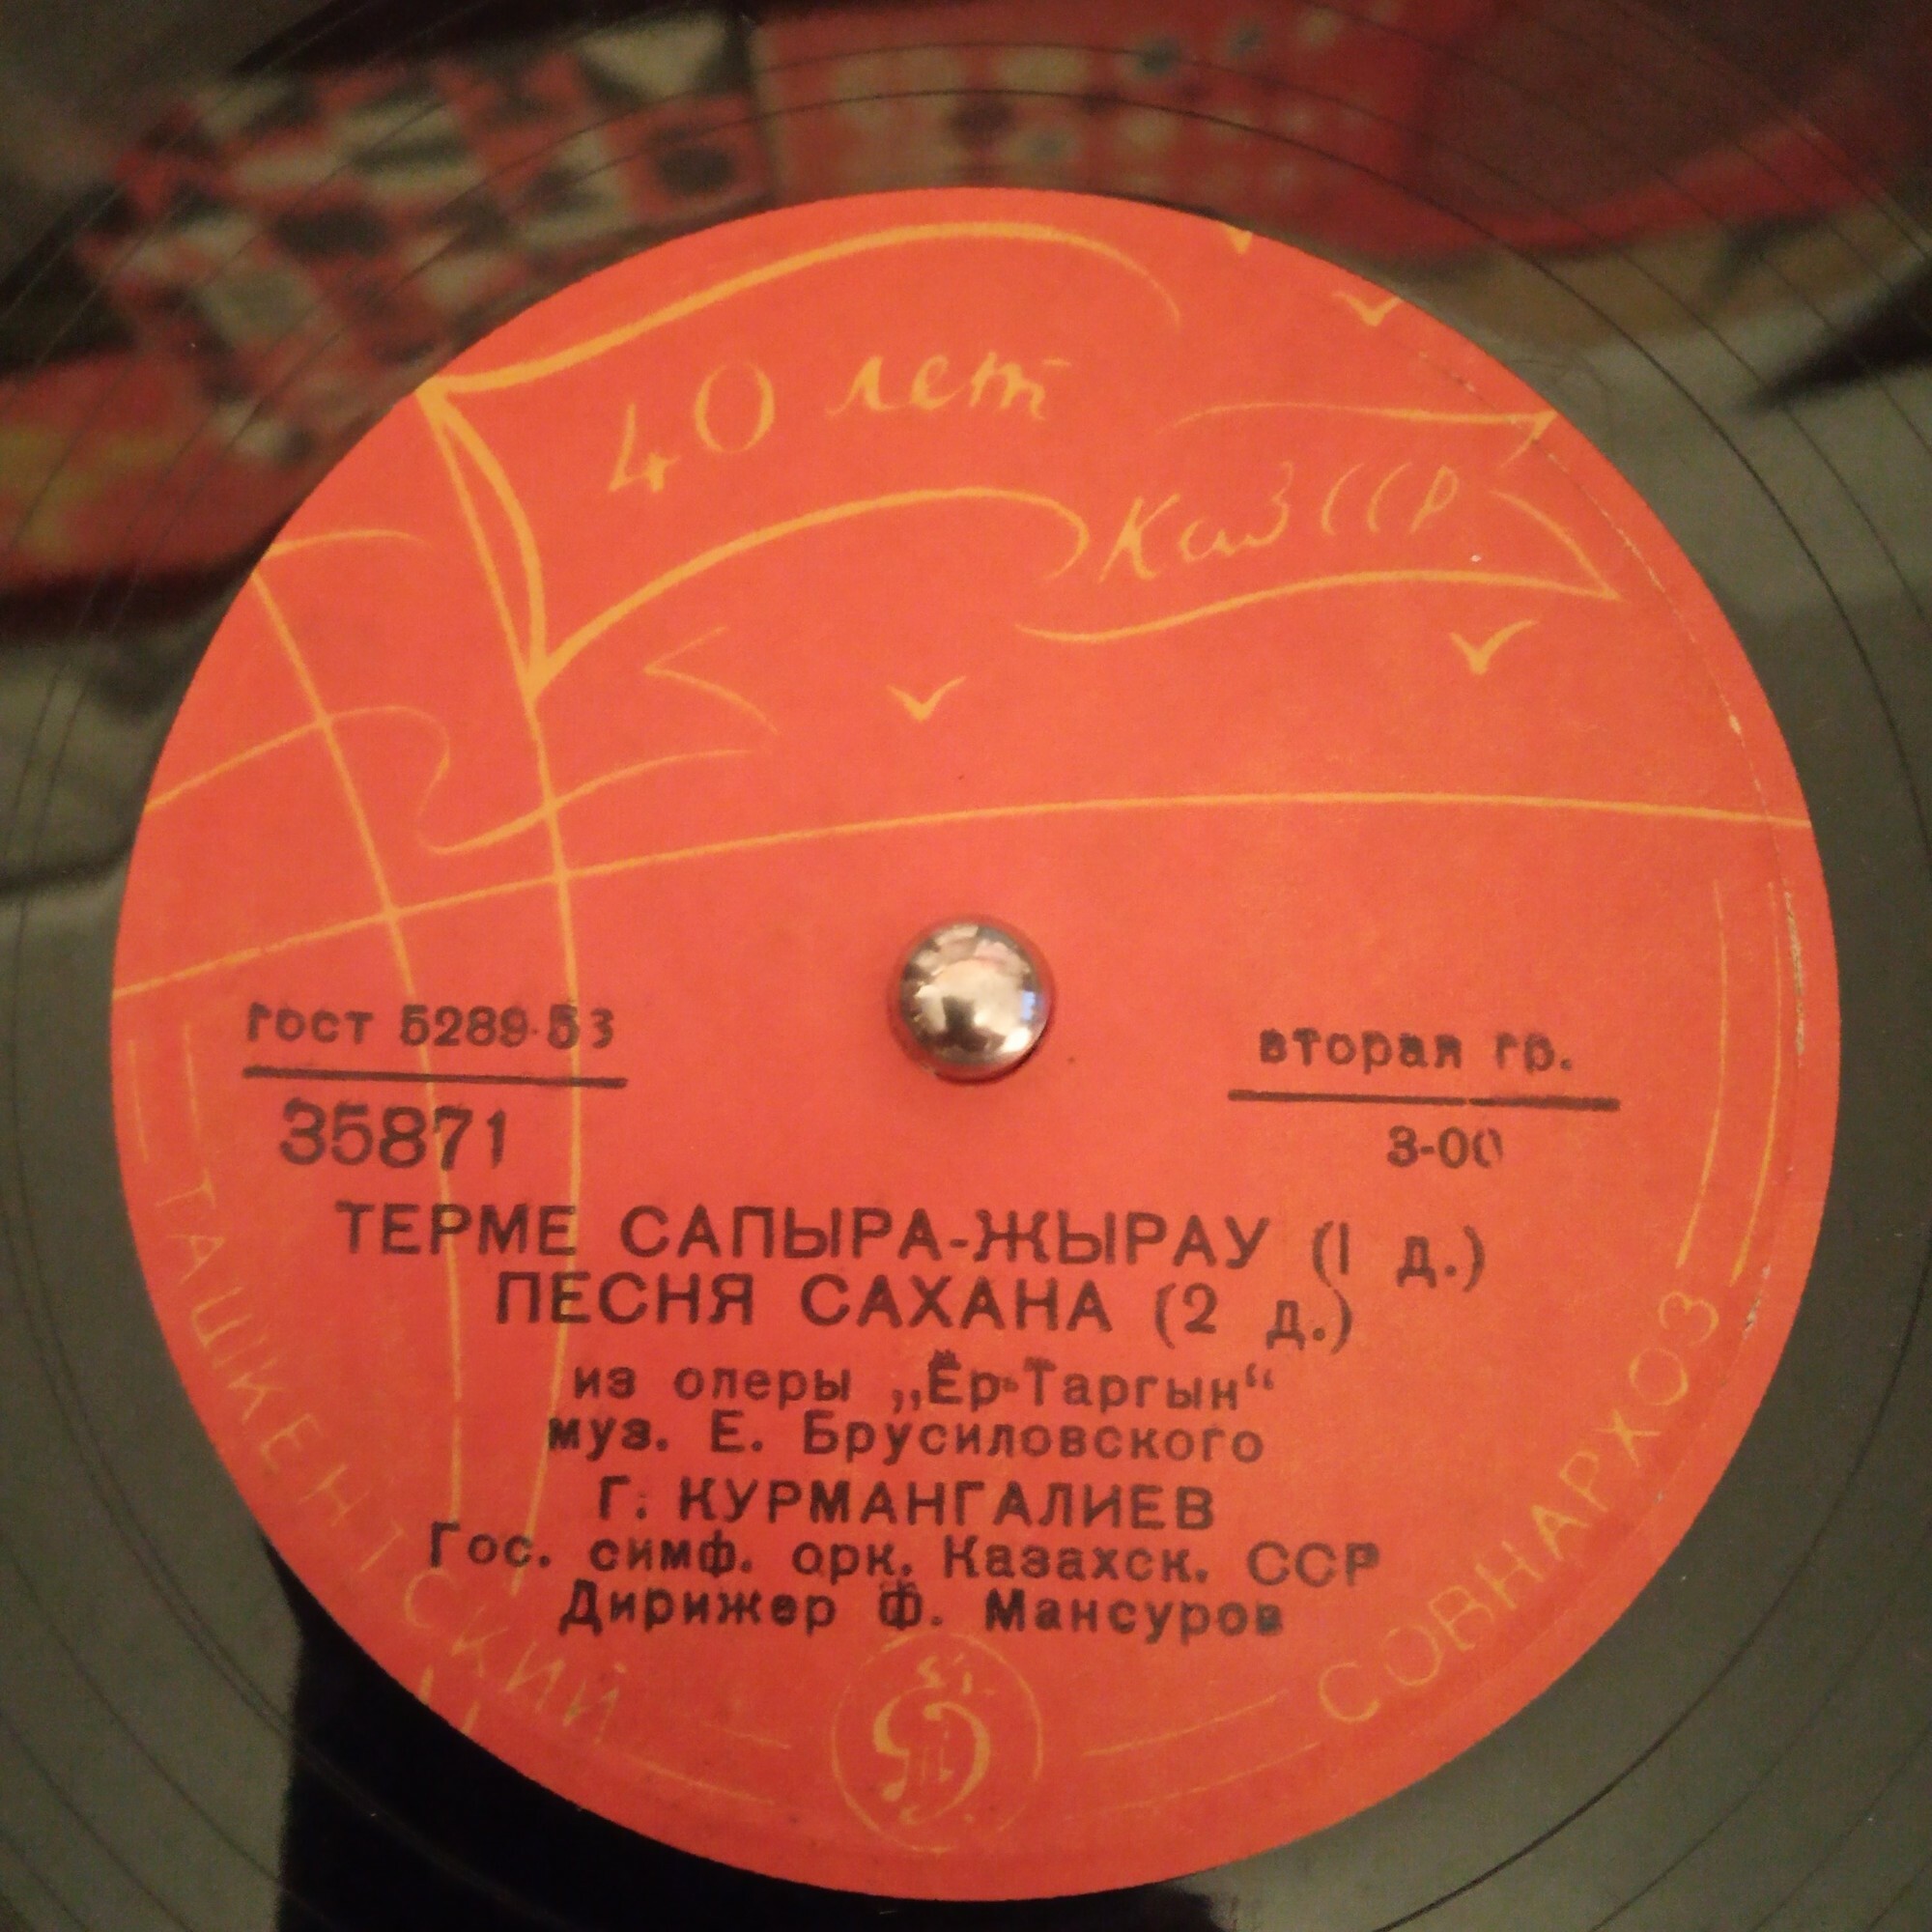 40 лет
КазССР
гост 5289-53
вторая гр.
35871
3-00
ТЕРМЕ САПЫРА-ЖЫРАУ (1 д.)
ПЕСНЯ САХАНА (2 д.)
из оперы „Ёр-Таргын“
муз. Е. Брусиловского
Г. КУРМАНГАЛИЕВ
Гос. симф. орк. Казахск. ССР
Дирижер Ф. Мансуров
ТАШКЕНТСКИЙ
СОВНАРХОЗ